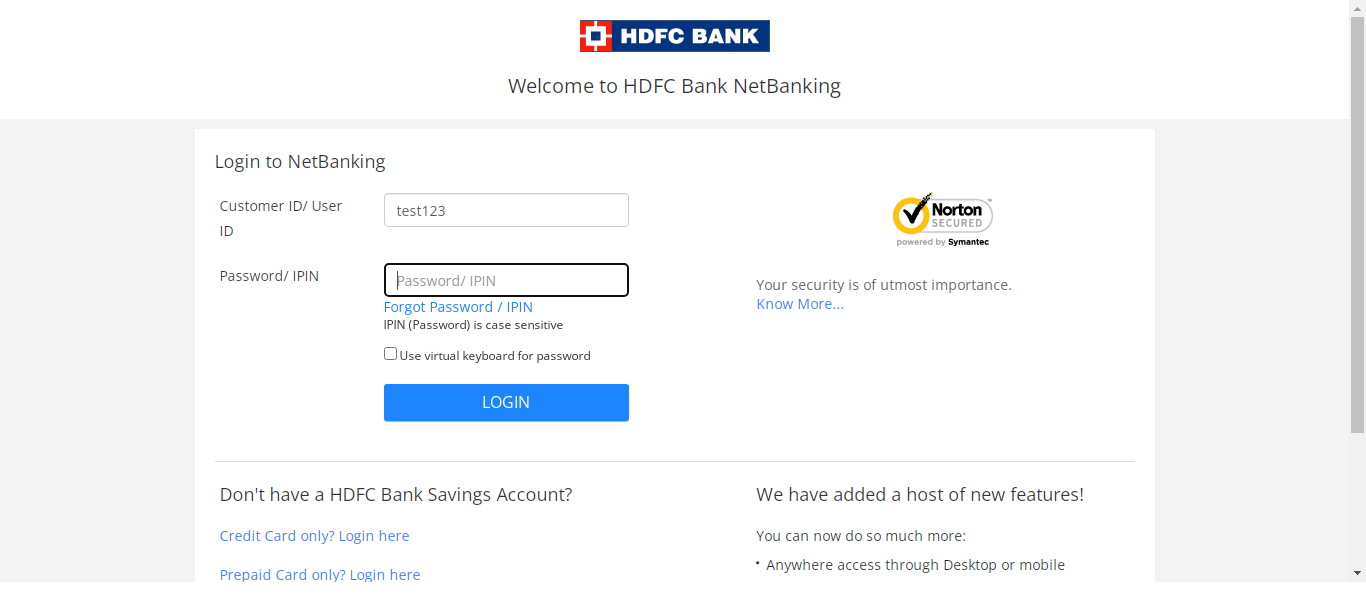 HDFC BANK
Welcome to HDFC Bank NetBanking
Login to NetBanking
Customer ID/ User
ID
test123
Password/ IPIN
Password/ IPIN
Forgot Password / IPIN
IPIN (Password) is case sensitive
Use virtual keyboard for password
LOGIN
Norton
SECURED
powered by Symantec
Your security is of utmost importance.
Know More...
Don't have a HDFC Bank Savings Account?
Credit Card only? Login here
Prepaid Card only? Login here
We have added a host of new features!
You can now do so much more:
• Anywhere access through Desktop or mobile